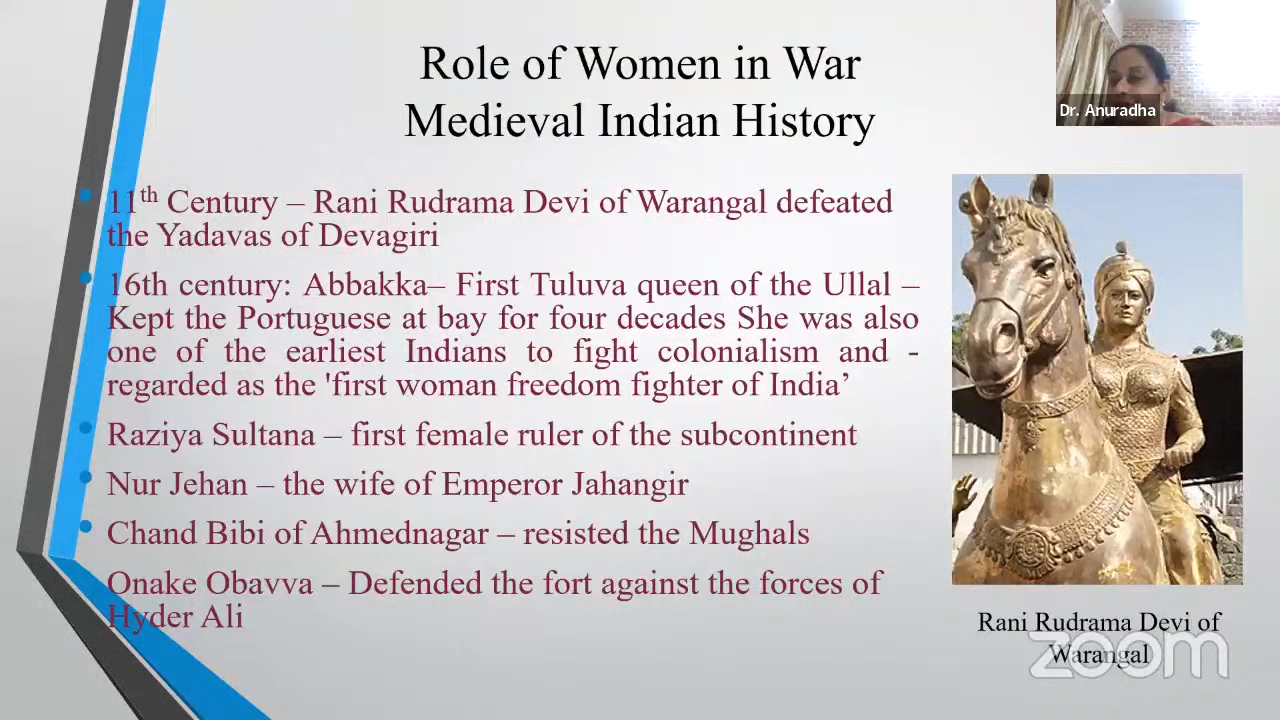 Role of Women in War
Medieval Indian History
Dr. Anuradha
11th Century – Rani Rudrama Devi of Warangal defeated
the Yadavas of Devagiri
16th century: Abbakka– First Tuluva queen of the Ullal –
Kept the Portuguese at bay for four decades She was also
one of the earliest Indians to fight colonialism and -
regarded as the 'first woman freedom fighter of India’
Raziya Sultana – first female ruler of the subcontinent
Nur Jehan – the wife of Emperor Jahangir
Chand Bibi of Ahmednagar – resisted the Mughals
Onake Obavva – Defended the fort against the forces of
Hyder Ali
Rani Rudrama Devi of
Warangal
zoom